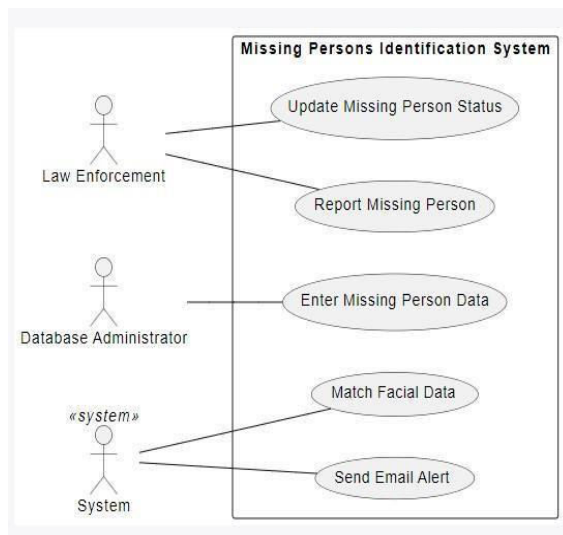 Missing Persons Identification System
Update Missing Person Status
Law Enforcement
Report Missing Person
Enter Missing Person Data
Database Administrator
Match Facial Data
«system»
Send Email Alert
System